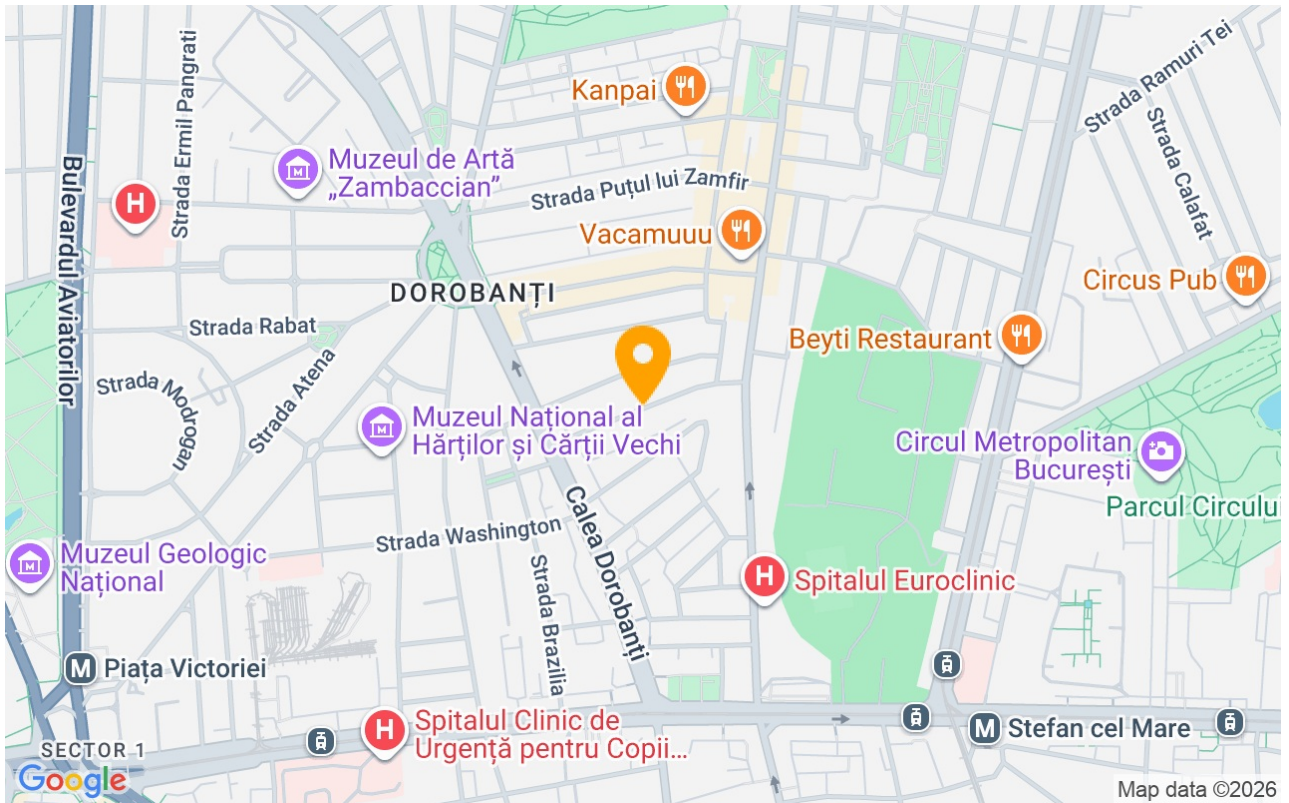 Kanpai
Strada Ermil Pangrati
Strada Ramuri Tei
Strada Calafat
Bulevardul Aviatorilor
H
Muzeul de Artă
„Zambaccian”
Strada Puțul lui Zamfir
Vacamuuu
Circus Pub
DOROBANȚI
Strada Rabat
Strada Atena
Strada Modrogan
Beyti Restaurant
Muzeul Național al
Hărților și Cărții Vechi
Circul Metropolitan
București
Parcul Circului
Calea Dorobanți
Strada Washington
Strada Brazilia
Muzeul Geologic
Național
H Spitalul Euroclinic
M Piața Victoriei
H Spitalul Clinic de
Urgență pentru Copii...
M Stefan cel Mare
SECTOR 1
Google
Map data ©2026